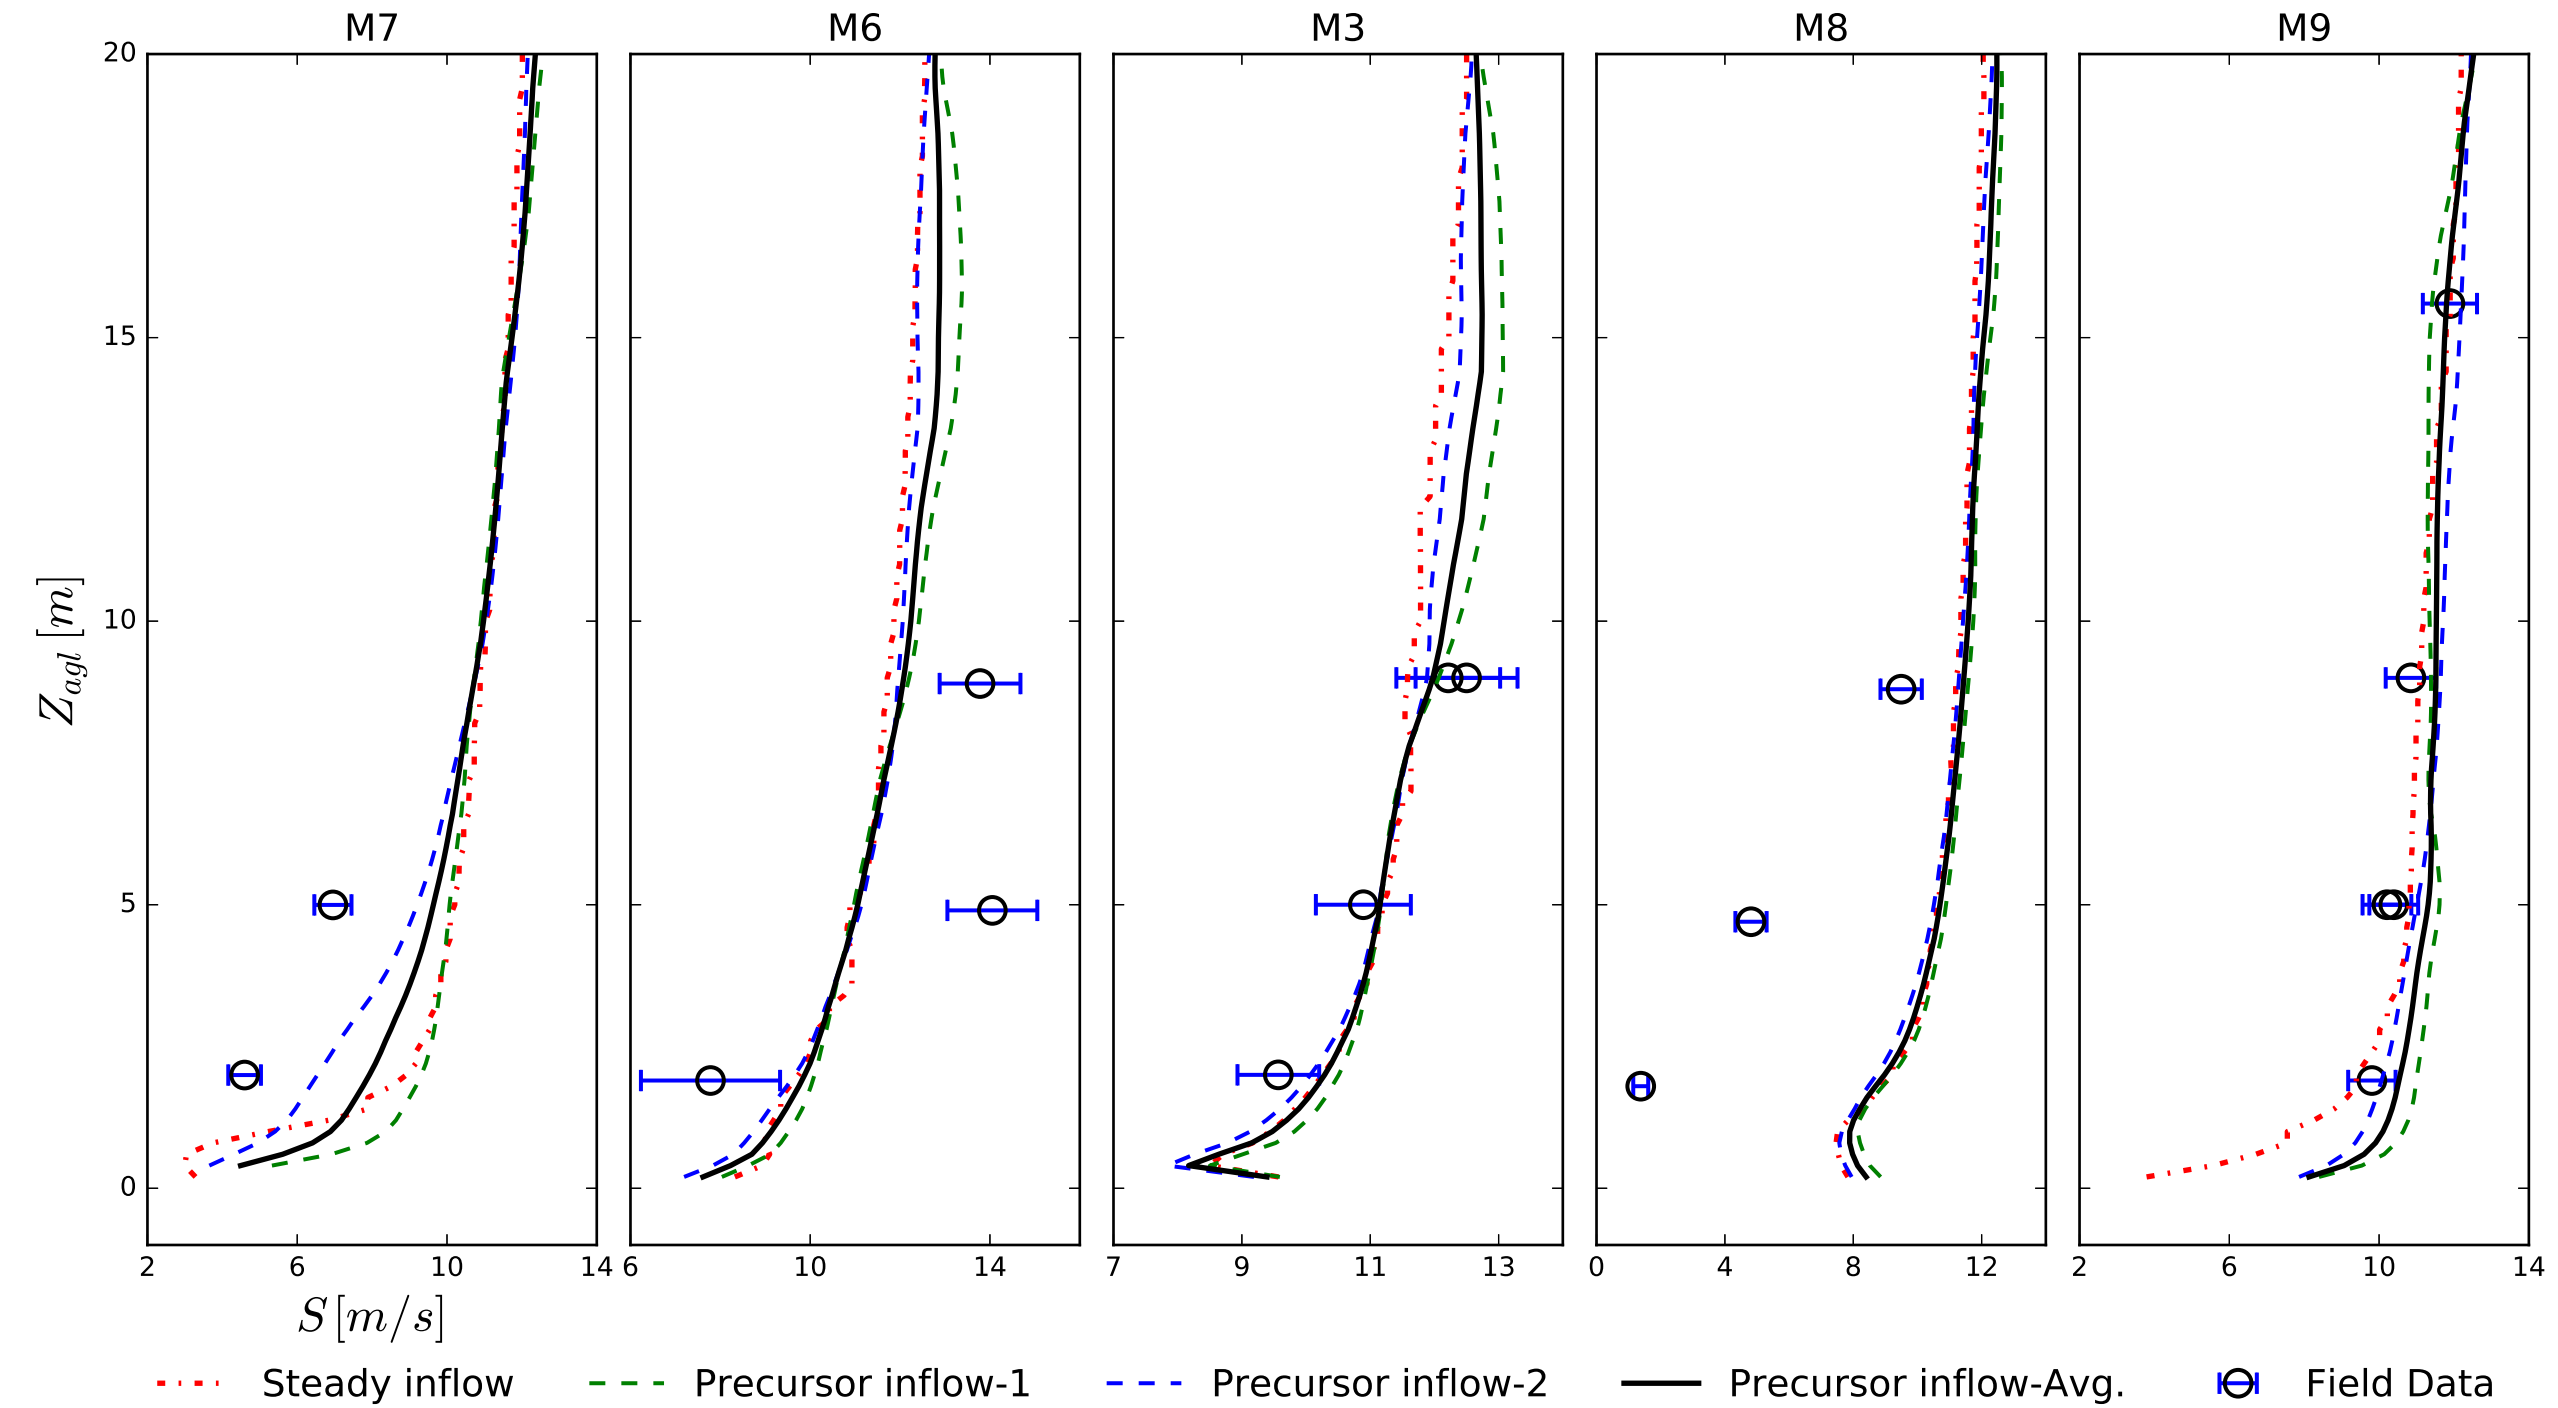 M7 M6 M3 M8 M9
20
15
10
5
0
Z_agl [m]
2 6 10 14 6 10 14 7 9 11 13 0 4 8 12 2 6 10 14
S [m/s]
Steady inflow Precursor inflow-1 Precursor inflow-2 Precursor inflow-Avg. Field Data